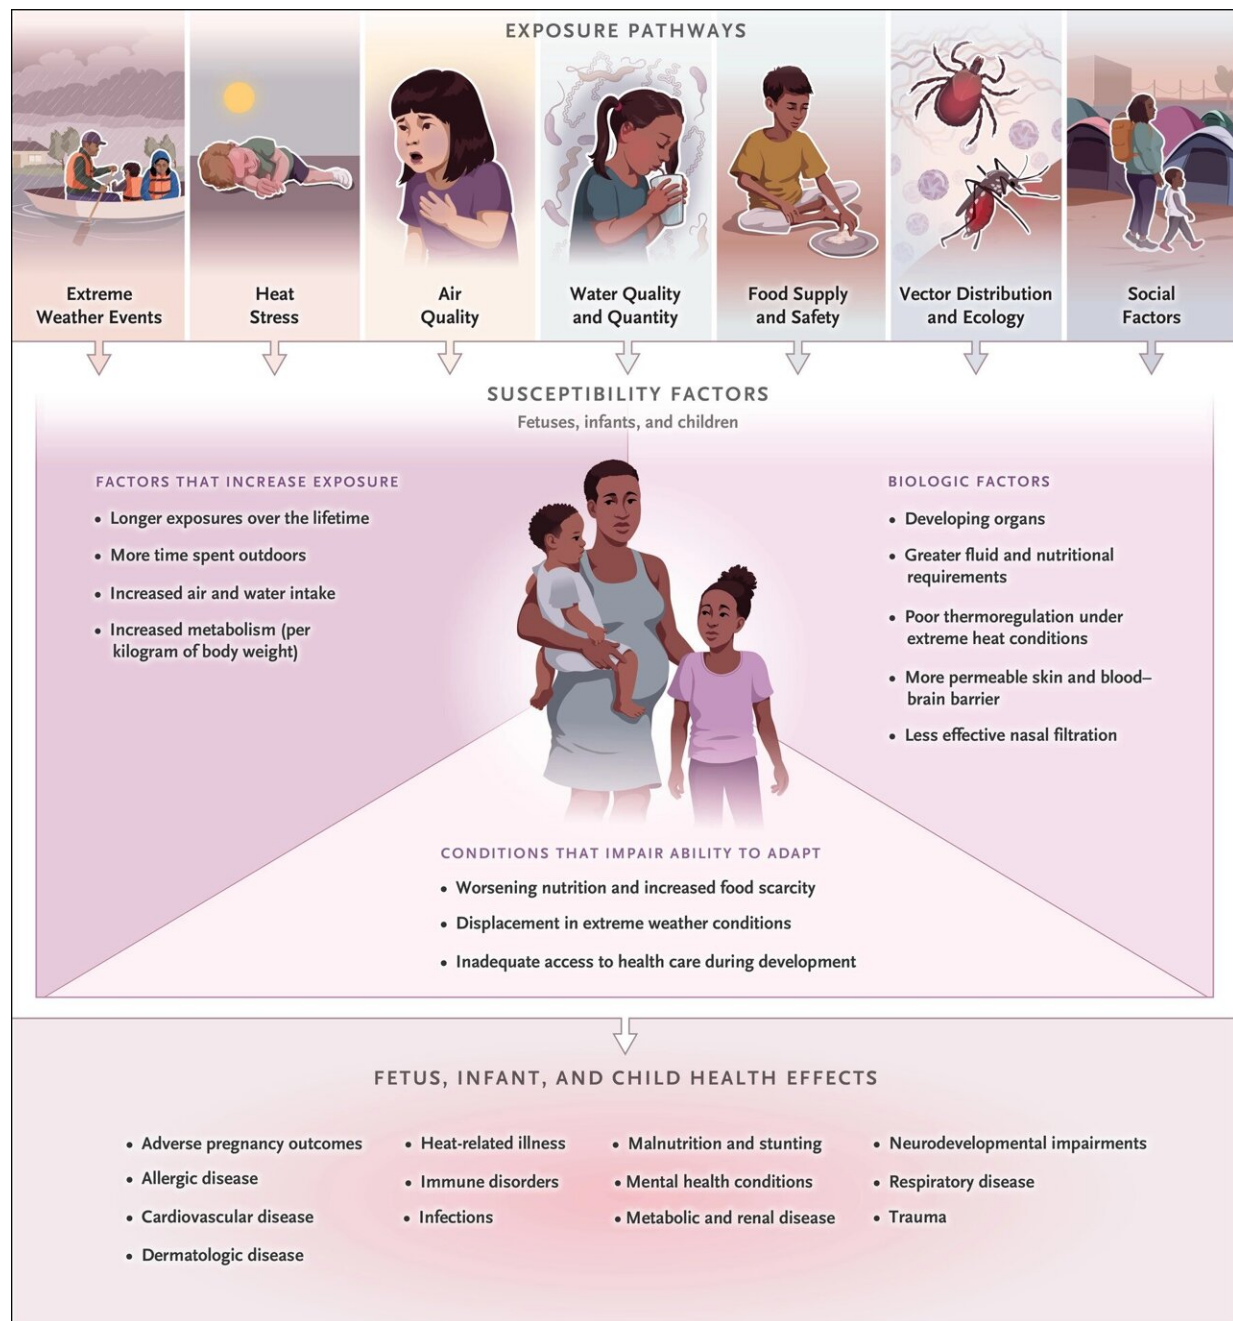 EXPOSURE PATHWAYS
Extreme
Weather Events
Heat
Stress
Air
Quality
Water Quality
and Quantity
Food Supply
and Safety
Vector Distribution
and Ecology
Social
Factors
SUSCEPTIBILITY FACTORS
Fetuses, infants, and children
FACTORS THAT INCREASE EXPOSURE
• Longer exposures over the lifetime
• More time spent outdoors
• Increased air and water intake
• Increased metabolism (per
kilogram of body weight)
BIOLOGIC FACTORS
• Developing organs
• Greater fluid and nutritional
requirements
• Poor thermoregulation under
extreme heat conditions
• More permeable skin and blood–
brain barrier
• Less effective nasal filtration
CONDITIONS THAT IMPAIR ABILITY TO ADAPT
• Worsening nutrition and increased food scarcity
• Displacement in extreme weather conditions
• Inadequate access to health care during development
FETUS, INFANT, AND CHILD HEALTH EFFECTS
• Adverse pregnancy outcomes
• Allergic disease
• Cardiovascular disease
• Dermatologic disease
• Heat-related illness
• Immune disorders
• Infections
• Malnutrition and stunting
• Mental health conditions
• Metabolic and renal disease
• Neurodevelopmental impairments
• Respiratory disease
• Trauma